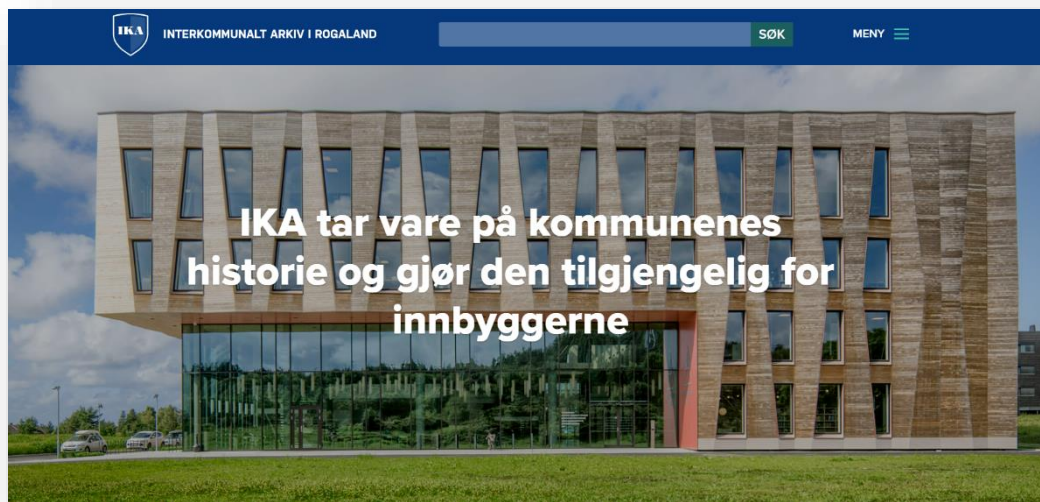 IKA
INTERKOMMUNALT ARKIV I ROGALAND
SØK
MENY
IKA tar vare på kommunenes
historie og gjør den tilgjengelig for
innbyggerne